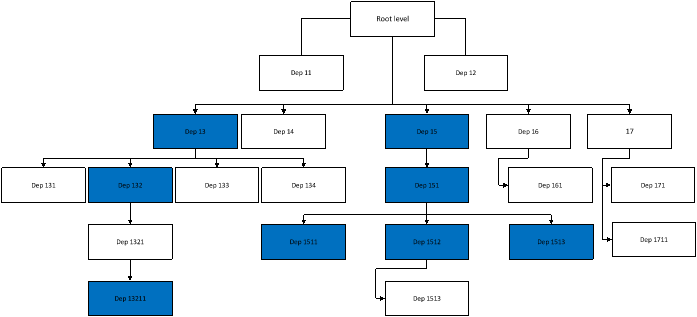 Root level
Dep 11
Dep 12
Dep 13
Dep 14
Dep 15
Dep 16
17
Dep 131
Dep 132
Dep 133
Dep 134
Dep 151
Dep 161
Dep 171
Dep 1321
Dep 1511
Dep 1512
Dep 1513
Dep 1711
Dep 13211
Dep 1513